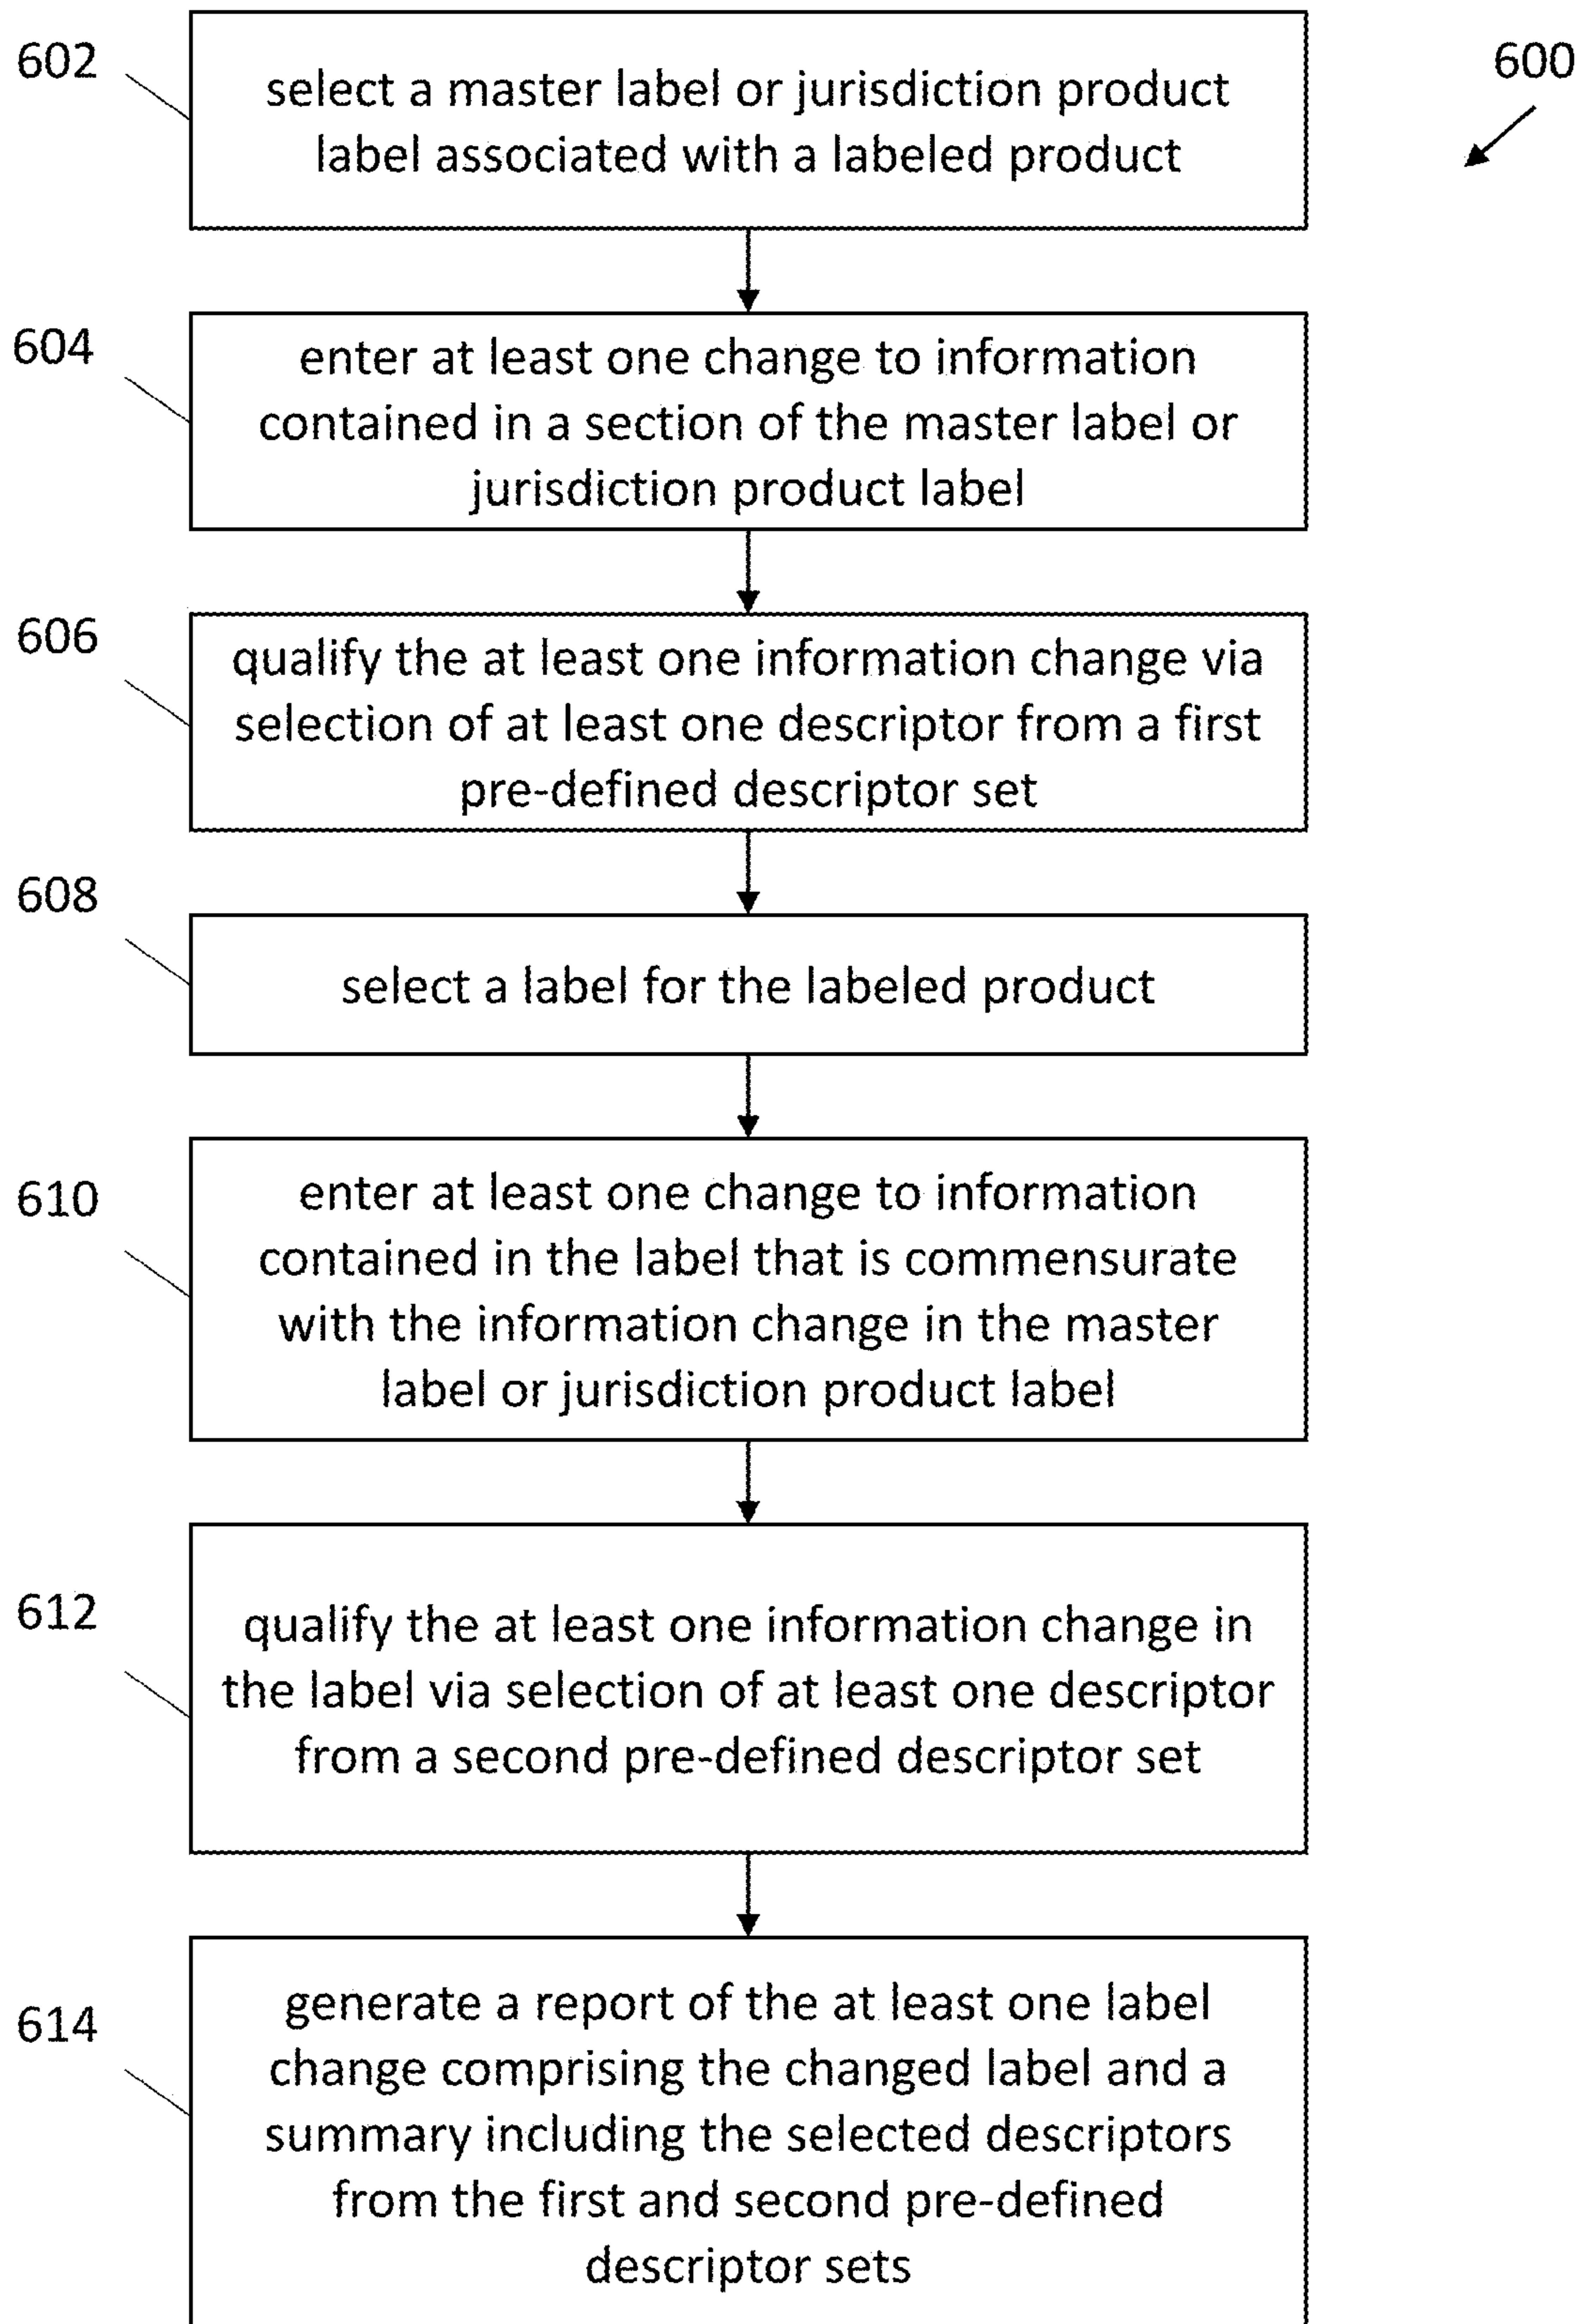 602
600
select a master label or jurisdiction product
label associated with a labeled product
604
enter at least one change to information
contained in a section of the master label or
jurisdiction product label
606
qualify the at least one information change via
selection of at least one descriptor from a first
pre-defined descriptor set
608
select a label for the labeled product
610
enter at least one change to information
contained in the label that is commensurate
with the information change in the master
label or jurisdiction product label
612
qualify the at least one information change in
the label via selection of at least one descriptor
from a second pre-defined descriptor set
614
generate a report of the at least one label
change comprising the changed label and a
summary including the selected descriptors
from the first and second pre-defined
descriptor sets